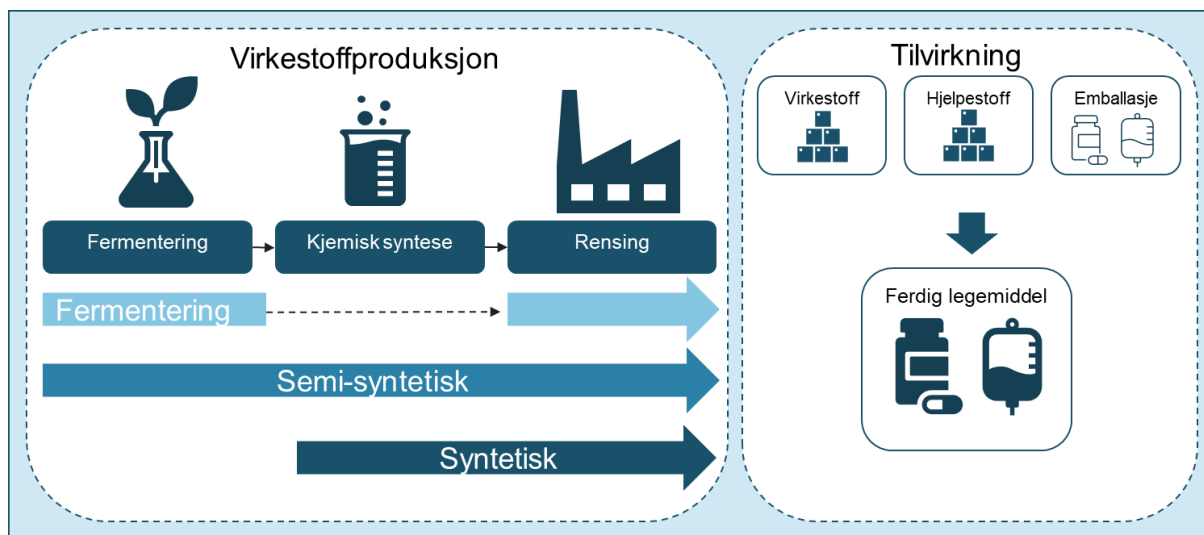 Virkestoffproduksjon
Fermentering
Kjemisk syntese
Rensing
Fermentering
Semi-syntetisk
Syntetisk
Tilvirkning
Virkestoff
Hjelpestoff
Emballasje
Ferdig legemiddel